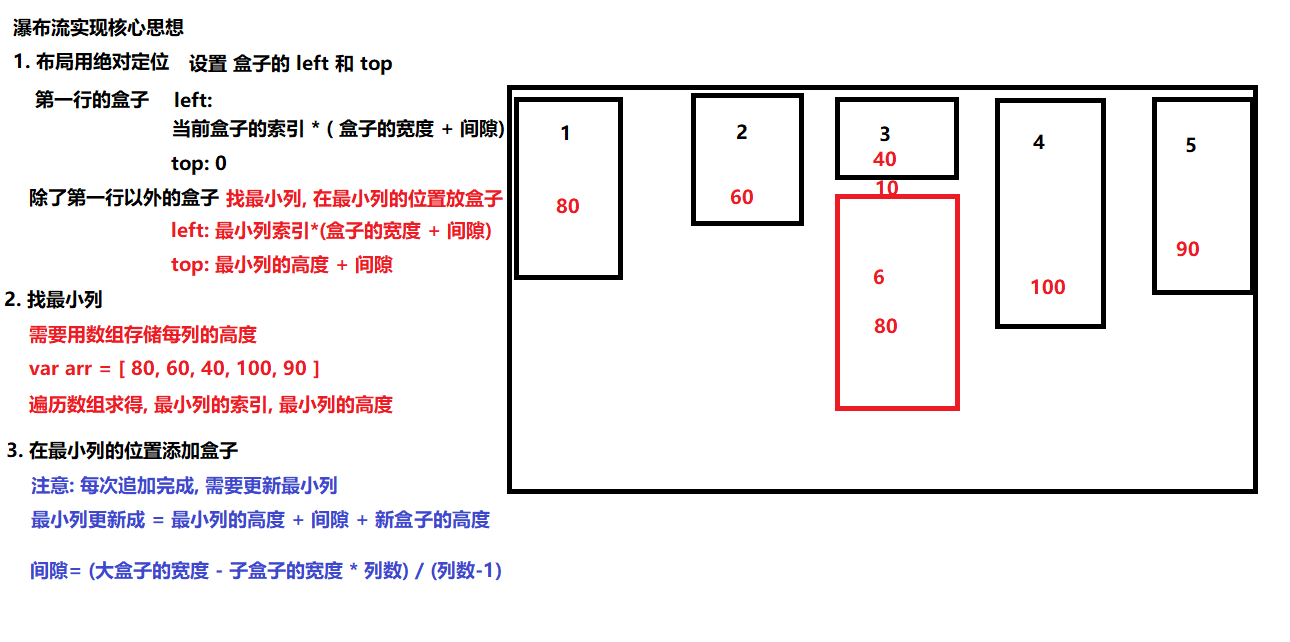 瀑布流实现核心思想
1. 布局用绝对定位 设置 盒子的 left 和 top
第一行的盒子 left:
当前盒子的索引 * ( 盒子的宽度 + 间隙)
top: 0
除了第一行以外的盒子 找最小列, 在最小列的位置放盒子
left: 最小列索引*(盒子的宽度 + 间隙)
top: 最小列的高度 + 间隙
2. 找最小列
需要用数组存储每列的高度
var arr = [ 80, 60, 40, 100, 90 ]
遍历数组求得, 最小列的索引, 最小列的高度
3. 在最小列的位置添加盒子
注意: 每次追加完成, 需要更新最小列
最小列更新成 = 最小列的高度 + 间隙 + 新盒子的高度
间隙= (大盒子的宽度 - 子盒子的宽度 * 列数) / (列数-1)
1
80
2
60
3
40
10
6
80
4
100
5
90